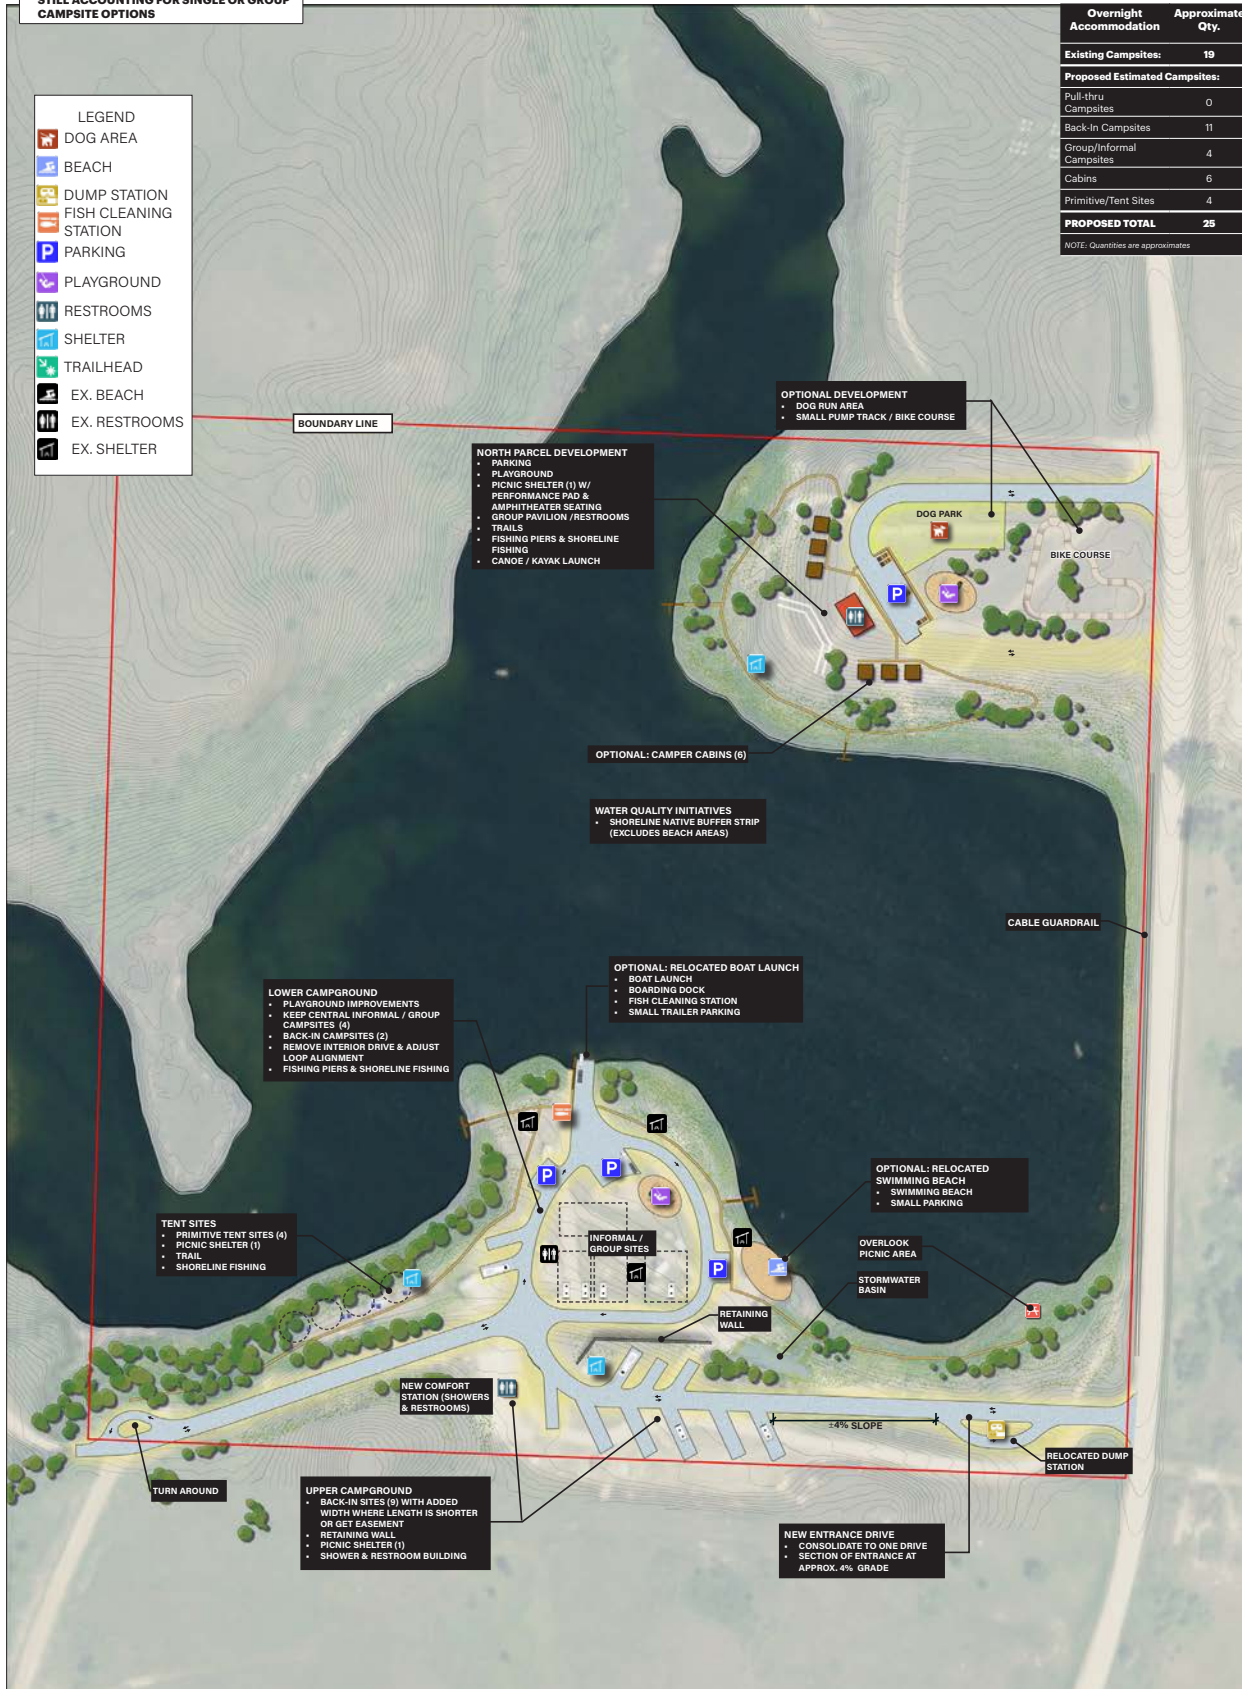 STILL ACCOUNTING FOR SINGLE OR GROUP
CAMPSITE OPTIONS
Overnight Accommodation Approximate Qty.
Existing Campsites: 19
Proposed Estimated Campsites:
Pull-thru Campsites 0
Back-In Campsites 11
Group/Informal Campsites 4
Cabins 6
Primitive/Tent Sites 4
PROPOSED TOTAL 25
NOTE: Quantities are approximates
LEGEND
DOG AREA
BEACH
DUMP STATION
FISH CLEANING
STATION
P PARKING
PLAYGROUND
RESTROOMS
SHELTER
TRAILHEAD
EX. BEACH
EX. RESTROOMS
EX. SHELTER
BOUNDARY LINE
OPTIONAL DEVELOPMENT
• DOG RUN AREA
• SMALL PUMP TRACK / BIKE COURSE
NORTH PARCEL DEVELOPMENT
• PARKING
• PLAYGROUND
• PICNIC SHELTER (1) W/
PERFORMANCE PAD &
AMPHITHEATER SEATING
• GROUP PAVILION /RESTROOMS
• TRAILS
• FISHING PIERS & SHORELINE
FISHING
• CANOE / KAYAK LAUNCH
DOG PARK
BIKE COURSE
P
OPTIONAL: CAMPER CABINS (6)
WATER QUALITY INITIATIVES
• SHORELINE NATIVE BUFFER STRIP
(EXCLUDES BEACH AREAS)
CABLE GUARDRAIL
OPTIONAL: RELOCATED BOAT LAUNCH
• BOAT LAUNCH
• BOARDING DOCK
• FISH CLEANING STATION
• SMALL TRAILER PARKING
LOWER CAMPGROUND
• PLAYGROUND IMPROVEMENTS
• KEEP CENTRAL INFORMAL / GROUP
CAMPSITES (4)
• BACK-IN CAMPSITES (2)
• REMOVE INTERIOR DRIVE & ADJUST
LOOP ALIGNMENT
• FISHING PIERS & SHORELINE FISHING
P
P
OPTIONAL: RELOCATED
SWIMMING BEACH
• SWIMMING BEACH
• SMALL PARKING
TENT SITES
• PRIMITIVE TENT SITES (4)
• PICNIC SHELTER (1)
• TRAIL
• SHORELINE FISHING
INFORMAL /
GROUP SITES
P
OVERLOOK
PICNIC AREA
STORMWATER
BASIN
RETAINING
WALL
NEW COMFORT
STATION (SHOWERS
& RESTROOMS)
±4% SLOPE
RELOCATED DUMP
STATION
TURN AROUND
UPPER CAMPGROUND
• BACK-IN SITES (9) WITH ADDED
WIDTH WHERE LENGTH IS SHORTER
OR GET EASEMENT
• RETAINING WALL
• PICNIC SHELTER (1)
• SHOWER & RESTROOM BUILDING
NEW ENTRANCE DRIVE
• CONSOLIDATE TO ONE DRIVE
• SECTION OF ENTRANCE AT
APPROX. 4% GRADE